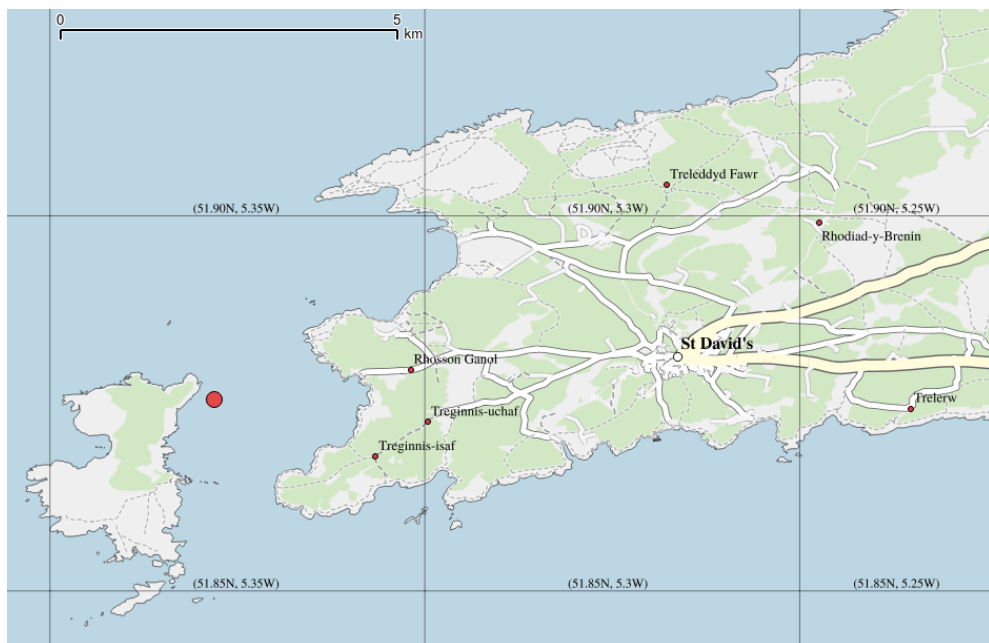 0 5
km
Treleddyd Fawr
(51.90N, 5.35W) (51.90N, 5.3W) (51.90N, 5.25W)
Rhodiad-y-Brenin
St David's
Rhosson Ganol
Trelerw
Treginnis-uchaf
Treginnis-isaf
(51.85N, 5.35W) (51.85N, 5.3W) (51.85N, 5.25W)